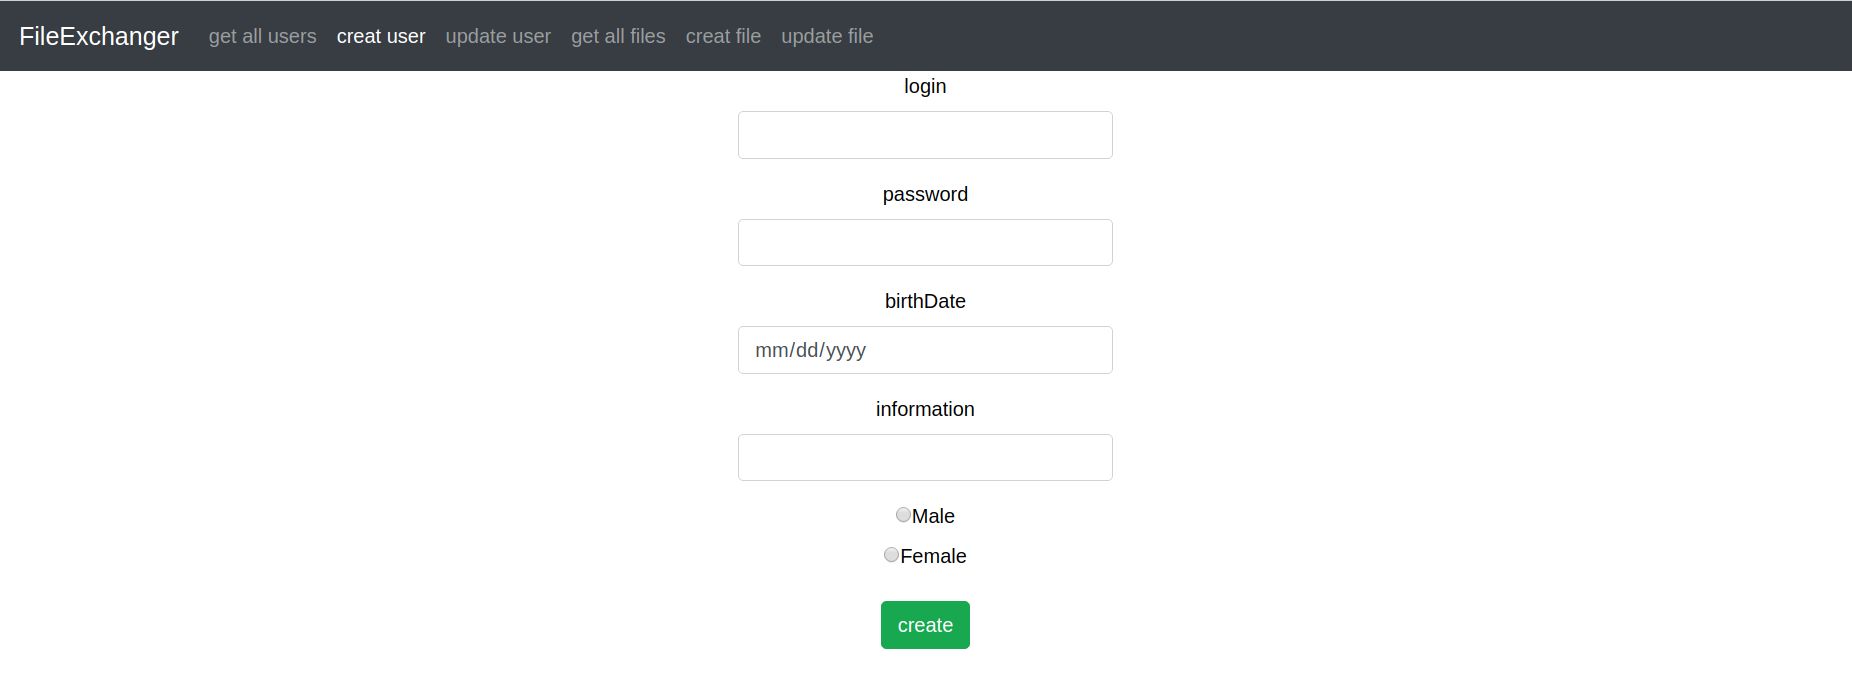 FileExchanger get all users creat user update user get all files creat file update file
login
password
birthDate
mm/dd/yyyy
information
Male
Female
create